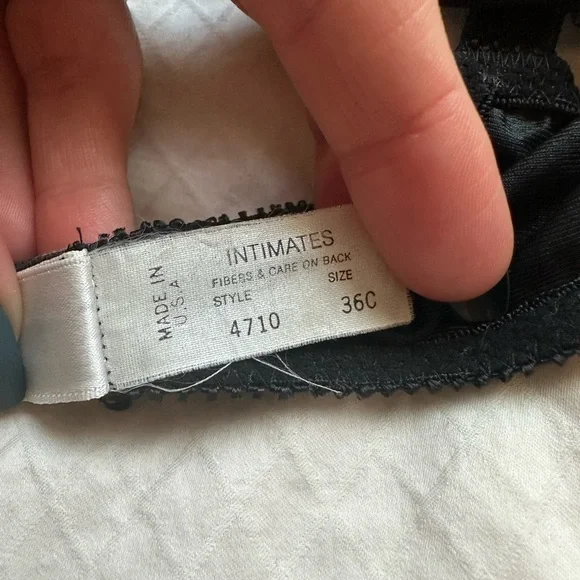 MADE IN
U.S.A.
INTIMATES
FIBERS & CARE ON BACK
STYLE SIZE
4710 36C